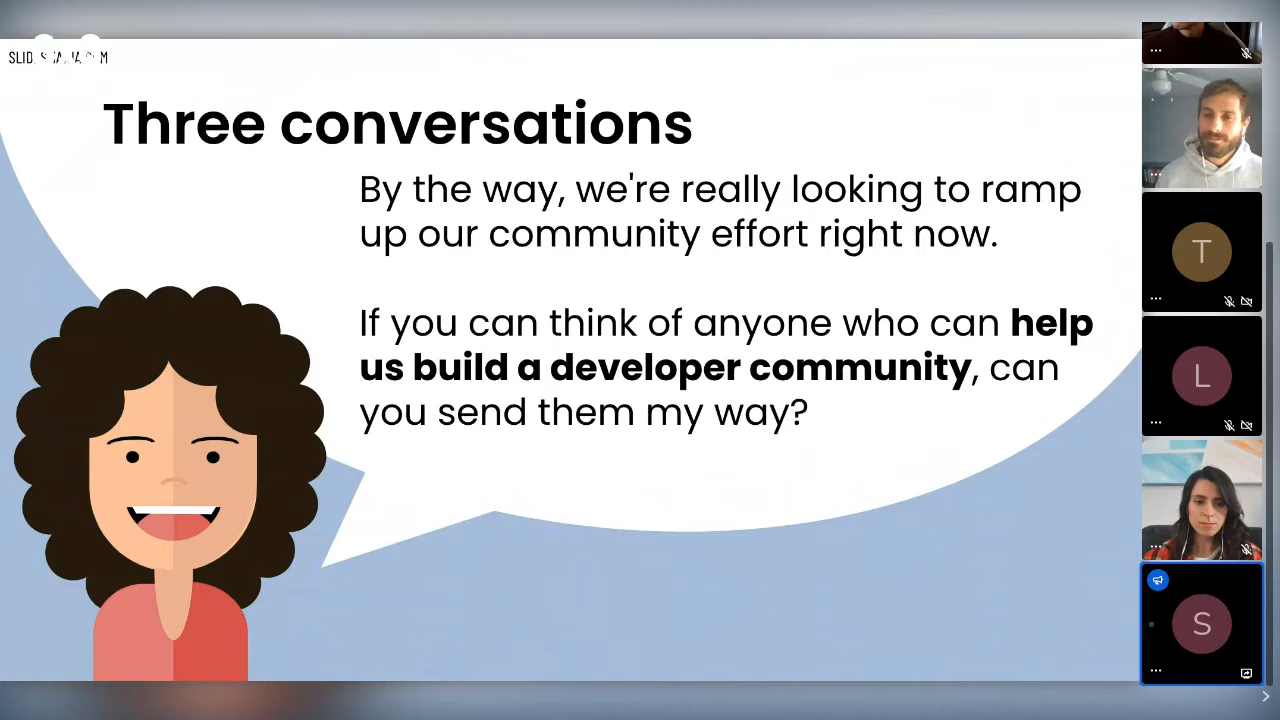 Three conversations
By the way, we're really looking to ramp
up our community effort right now.
If you can think of anyone who can help
us build a developer community, can
you send them my way?
T
L
S